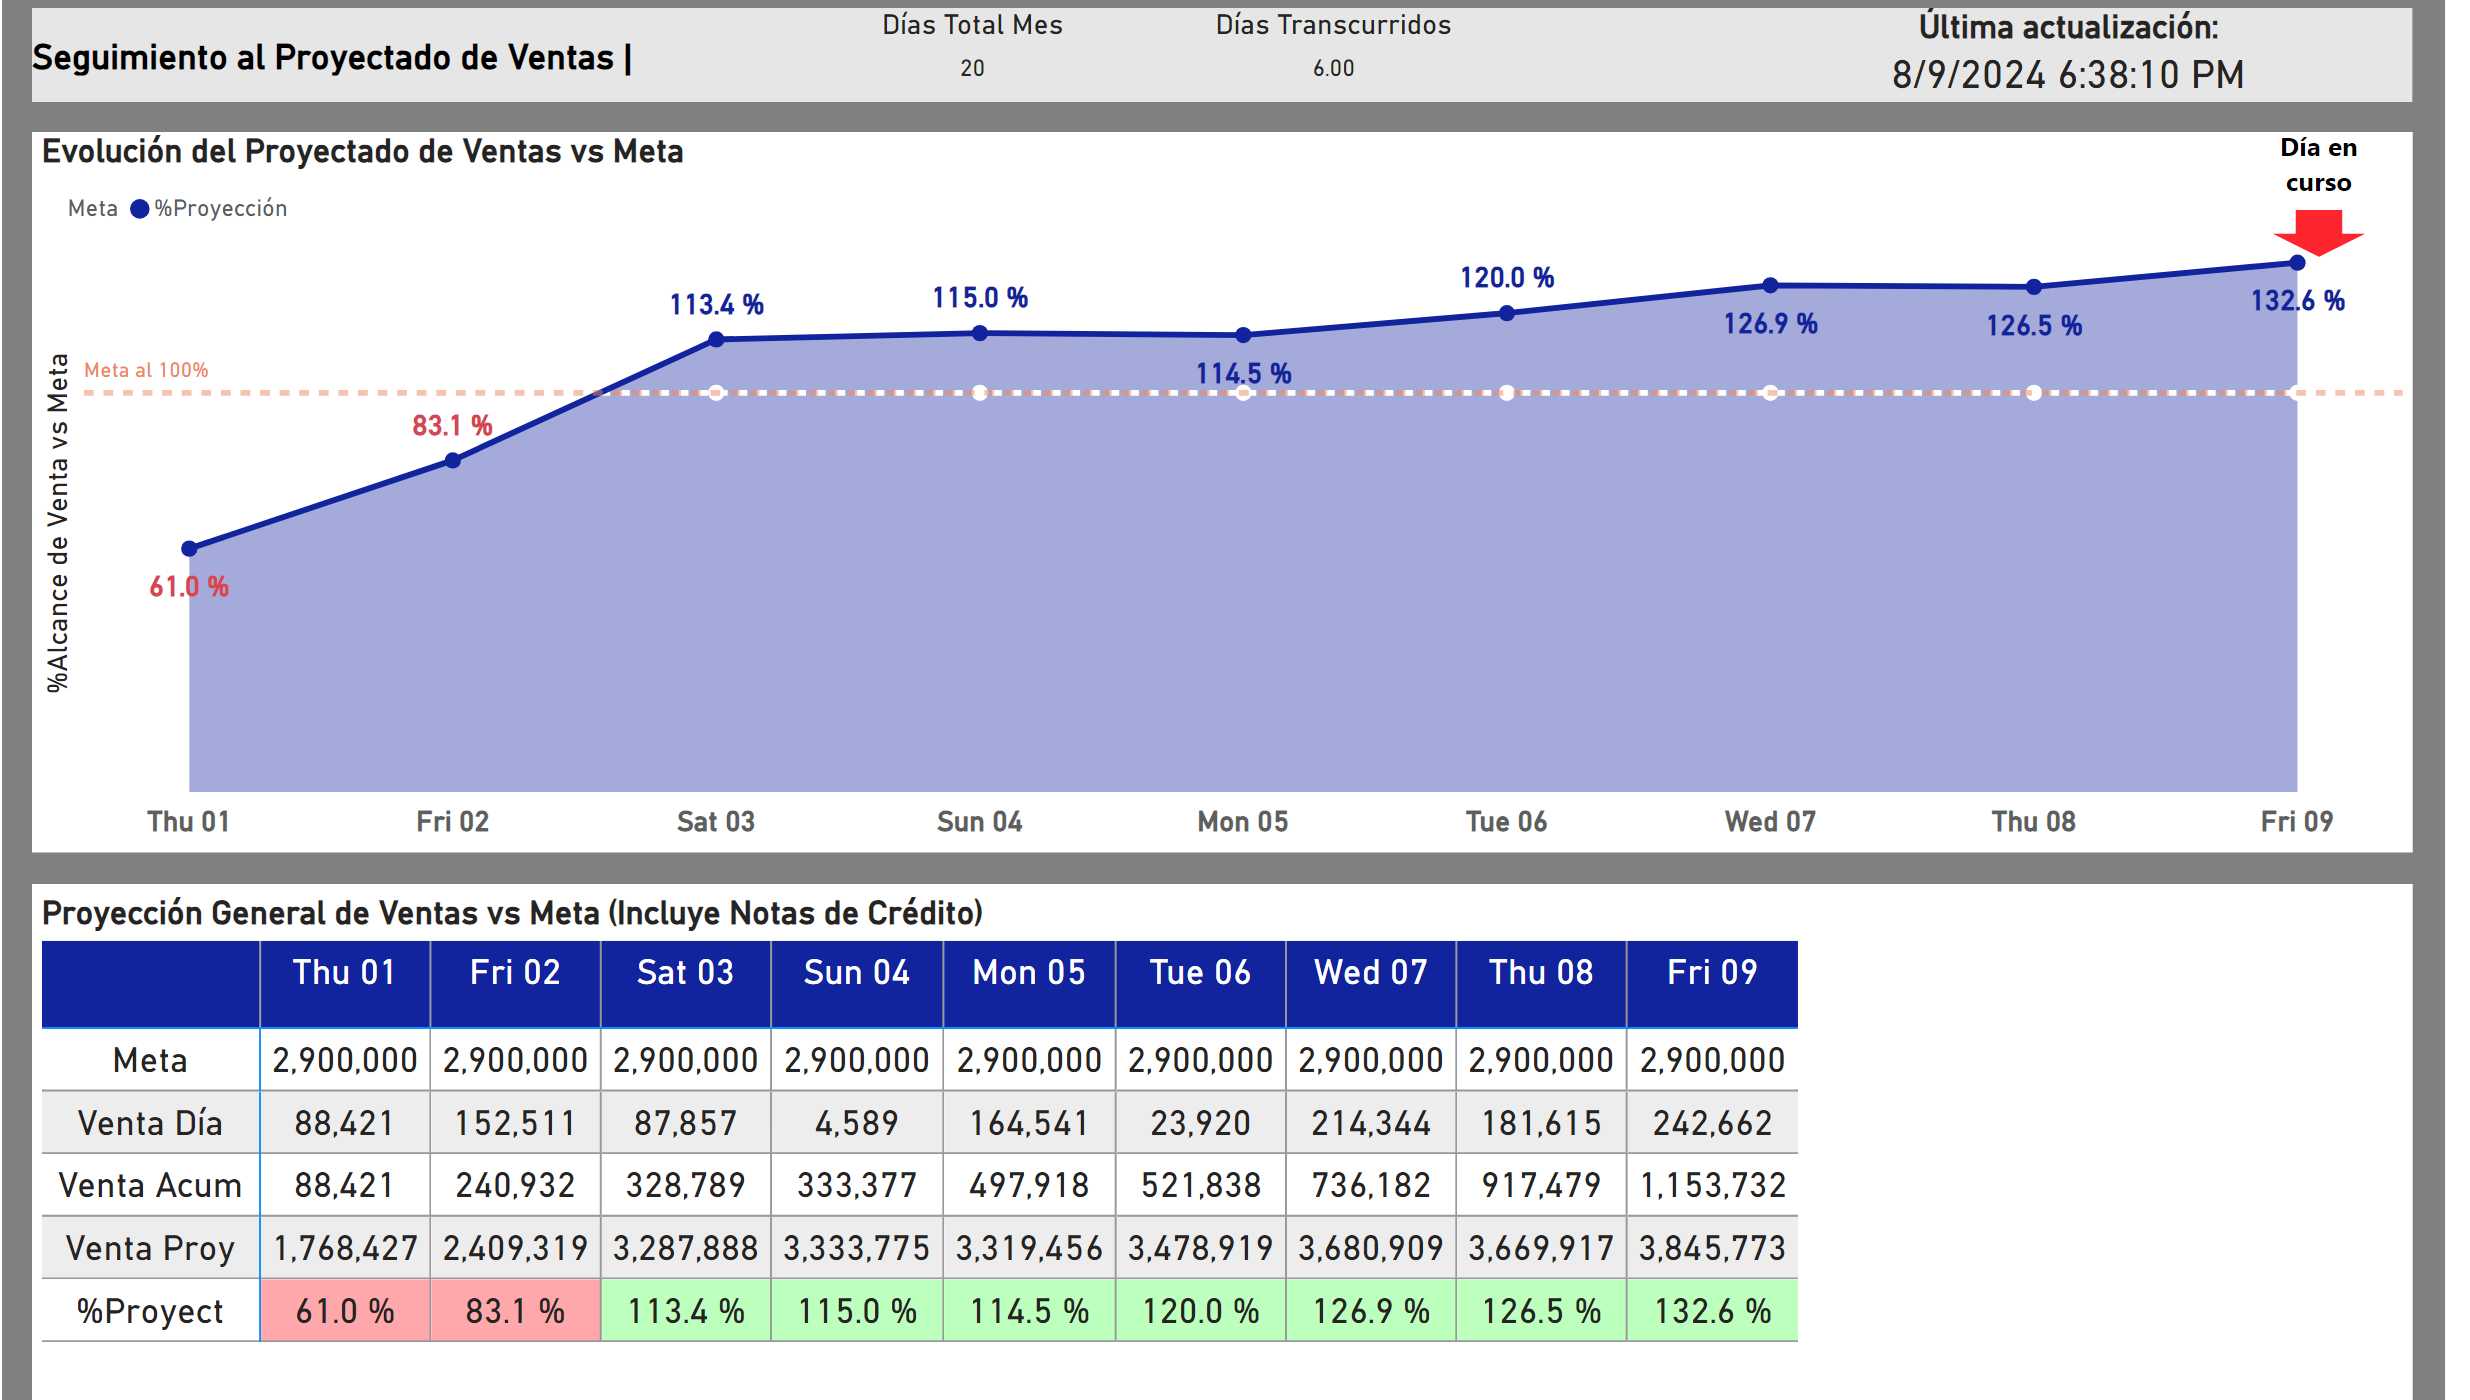 Seguimiento al Proyectado de Ventas |
Días Total Mes
20
Días Transcurridos
6.00
Última actualización:
8/9/2024 6:38:10 PM
Evolución del Proyectado de Ventas vs Meta
Día en
curso
Meta %Proyección
%Alcance de Venta vs Meta
Meta al 100%
61.0 %
83.1 %
113.4 %
115.0 %
114.5 %
120.0 %
126.9 %
126.5 %
132.6 %
Thu 01 Fri 02 Sat 03 Sun 04 Mon 05 Tue 06 Wed 07 Thu 08 Fri 09
Proyección General de Ventas vs Meta (Incluye Notas de Crédito)
Thu 01 Fri 02 Sat 03 Sun 04 Mon 05 Tue 06 Wed 07 Thu 08 Fri 09
Meta 2,900,000 2,900,000 2,900,000 2,900,000 2,900,000 2,900,000 2,900,000 2,900,000 2,900,000
Venta Día 88,421 152,511 87,857 4,589 164,541 23,920 214,344 181,615 242,662
Venta Acum 88,421 240,932 328,789 333,377 497,918 521,838 736,182 917,479 1,153,732
Venta Proy 1,768,427 2,409,319 3,287,888 3,333,775 3,319,456 3,478,919 3,680,909 3,669,917 3,845,773
%Proyect 61.0 % 83.1 % 113.4 % 115.0 % 114.5 % 120.0 % 126.9 % 126.5 % 132.6 %